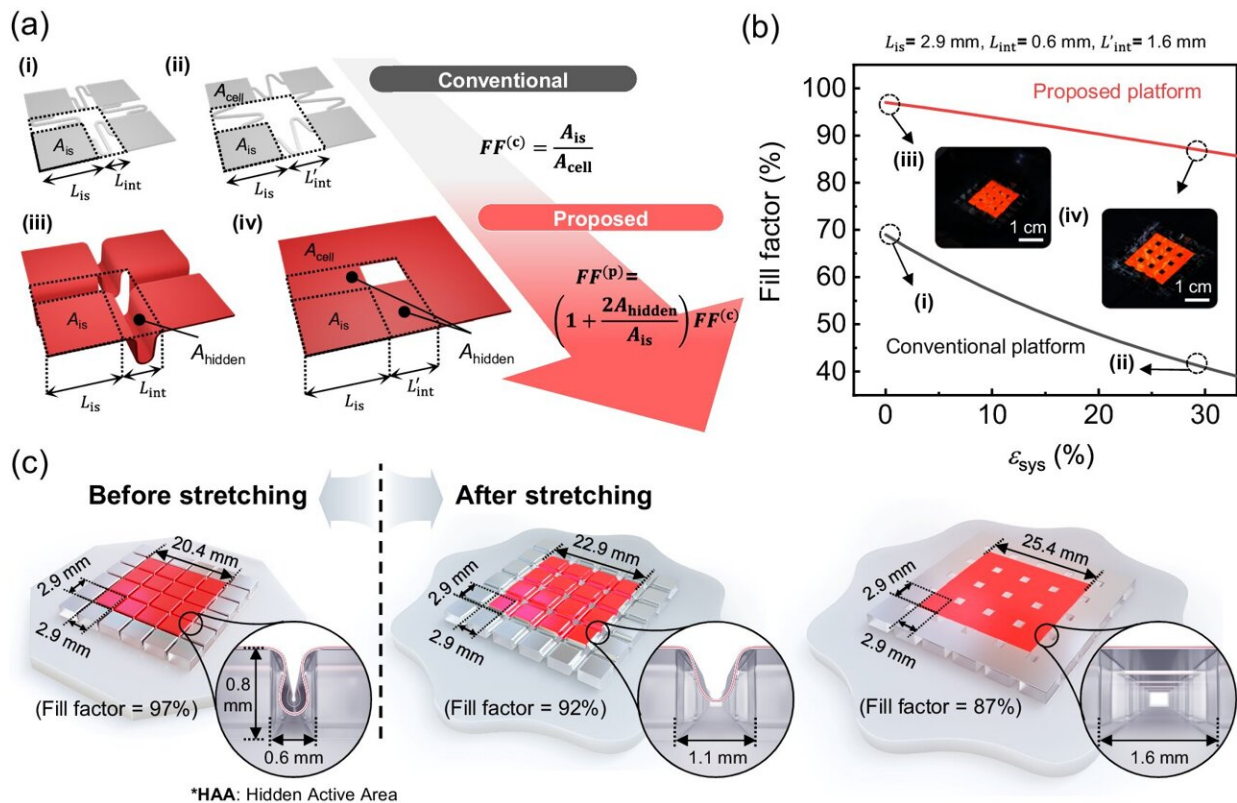 (a)
(i)
(ii)
A_cell
A_is
A_is
L_is
L_int
L_is
L'_int
Conventional
FF^(c) = A_is / A_cell
Proposed
FF^(p) =
(1 + 2A_hidden / A_is) FF^(c)
(iii)
(iv)
A_cell
A_is
A_is
A_hidden
A_hidden
L_is
L_int
L_is
L'_int
(b)
L_is= 2.9 mm, L_int= 0.6 mm, L'_int= 1.6 mm
Fill factor (%)
100
90
80
70
60
50
40
Proposed platform
(iii)
(iv)
1 cm
1 cm
(i)
Conventional platform
(ii)
0
10
20
30
ε_sys (%)
(c)
Before stretching
After stretching
20.4 mm
2.9 mm
2.9 mm
(Fill factor = 97%)
0.8
mm
0.6 mm
*HAA: Hidden Active Area
22.9 mm
2.9 mm
2.9 mm
(Fill factor = 92%)
1.1 mm
25.4 mm
2.9 mm
2.9 mm
(Fill factor = 87%)
1.6 mm